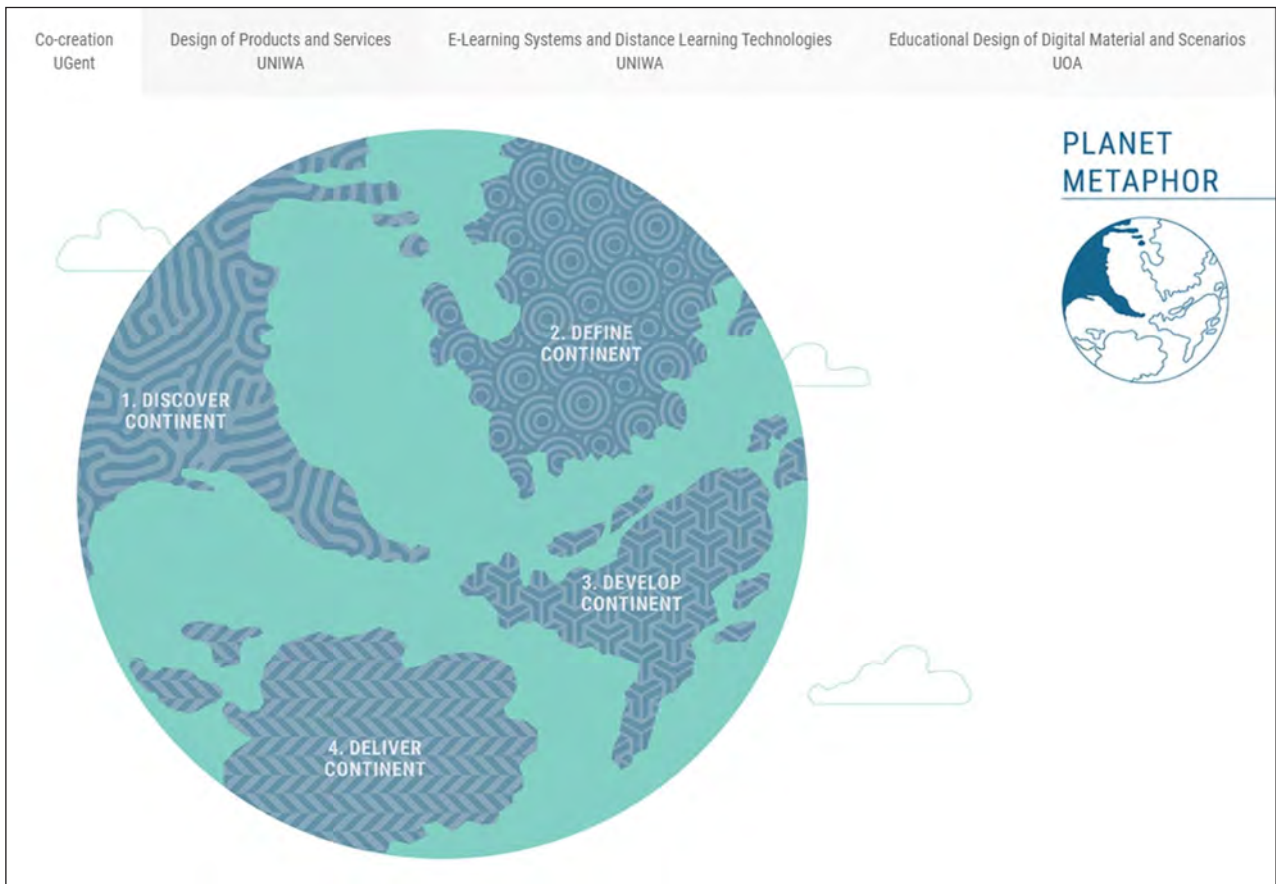 Co-creation
UGent
Design of Products and Services
UNIWA
E-Learning Systems and Distance Learning Technologies
UNIWA
Educational Design of Digital Material and Scenarios
UOA
PLANET
METAPHOR
1. DISCOVER
CONTINENT
2. DEFINE
CONTINENT
3. DEVELOP
CONTINENT
4. DELIVER
CONTINENT